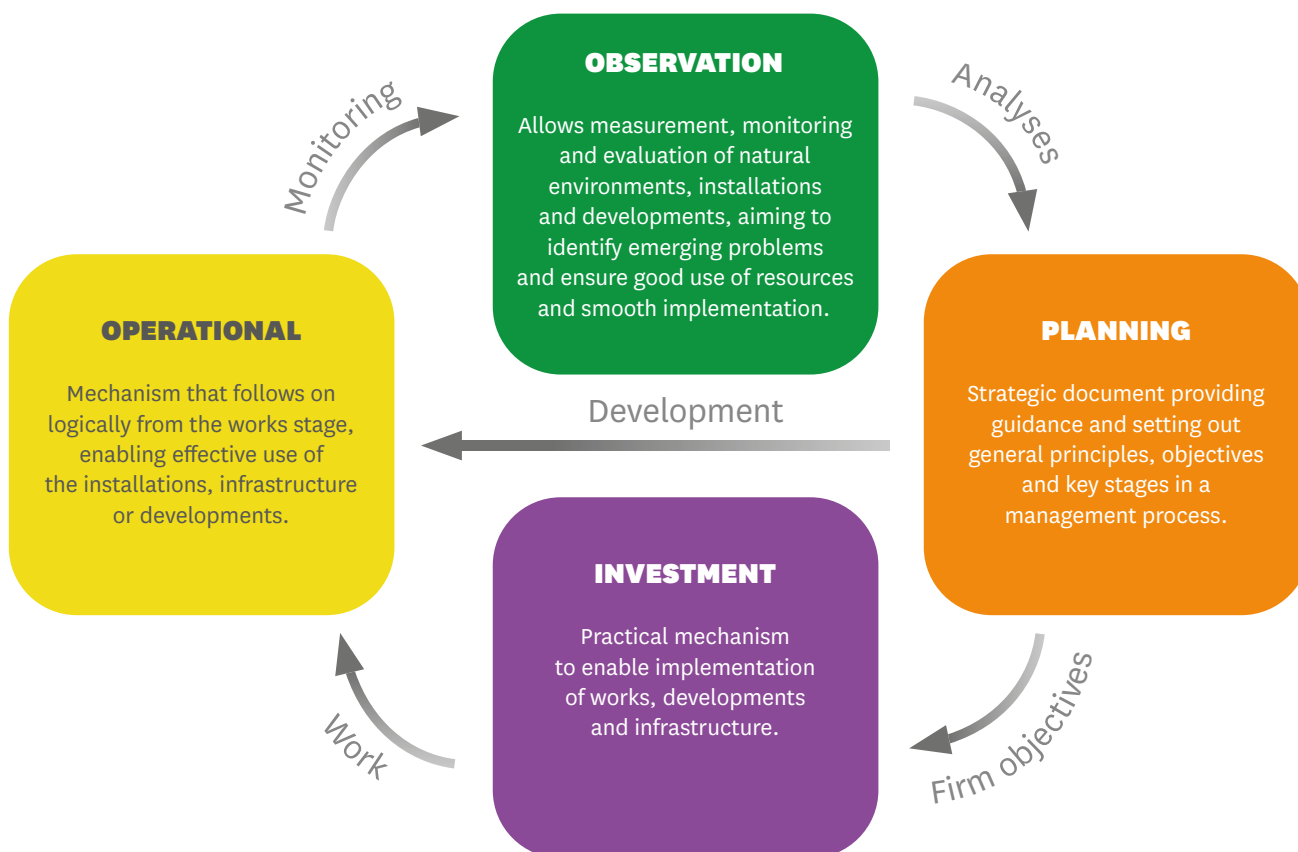 OBSERVATION
Allows measurement, monitoring
and evaluation of natural
environments, installations
and developments, aiming to
identify emerging problems
and ensure good use of resources
and smooth implementation.
Monitoring
Analyses
OPERATIONAL
Mechanism that follows on
logically from the works stage,
enabling effective use of
the installations, infrastructure
or developments.
Development
PLANNING
Strategic document providing
guidance and setting out
general principles, objectives
and key stages in a
management process.
INVESTMENT
Practical mechanism
to enable implementation
of works, developments
and infrastructure.
Work
Firm objectives